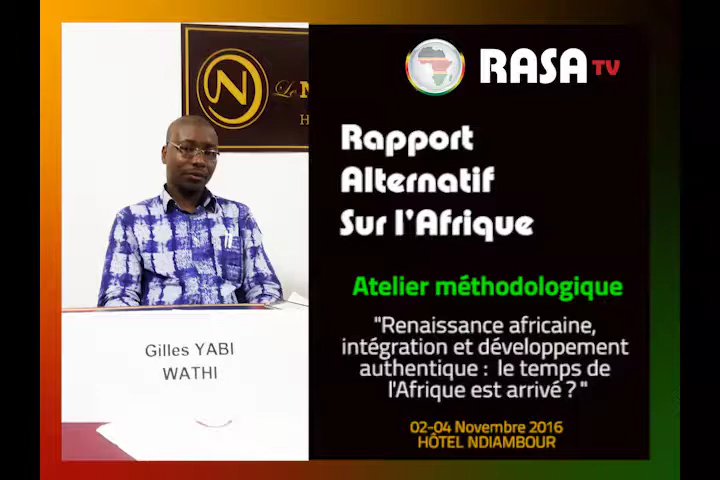 N
Le N
H
Gilles YABI
WATHI
RASA TV
Rapport
Alternatif
Sur l'Afrique
Atelier méthodologique
"Renaissance africaine,
intégration et développement
authentique : le temps de
l'Afrique est arrivé ? "
02-04 Novembre 2016
HÔTEL NDIAMBOUR